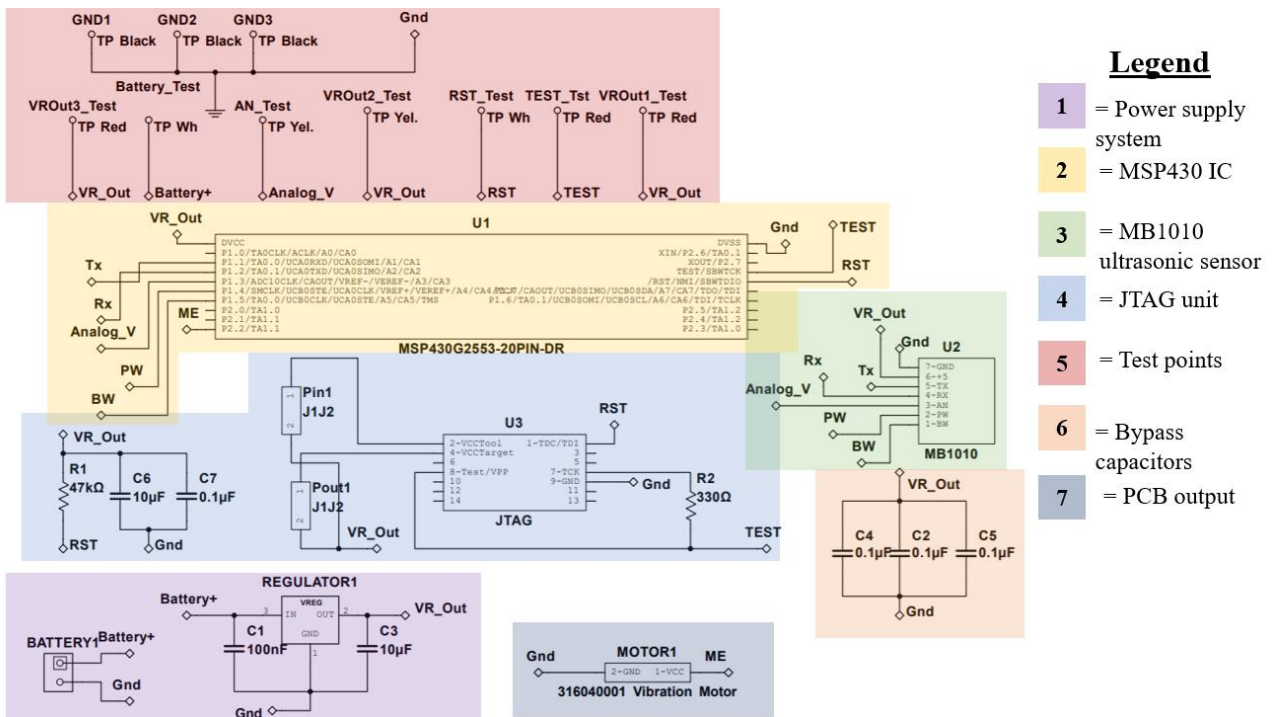 GND1 GND2 GND3 Gnd
TP Black TP Black TP Black
Battery_Test
VROut3_Test AN_Test VROut2_Test RST_Test TEST_Tst VROut1_Test
TP Red TP Wh TP Yel. TP Yel. TP Wh TP Red TP Red
VR_Out Battery+ Analog_V VR_Out RST TEST VR_Out
VR_Out U1 Gnd TEST
DVCC DVSS
P1.0/TA0CLK/ACLK/A0/CA0 XIN/P2.6/TA0.1
P1.1/TA0.0/UCA0RXD/UCA0SOMI/A1/CA1 XOUT/P2.7
P1.2/TA0.1/UCA0TXD/UCA0SIMO/A2/CA2 TEST/SBWTCK
P1.3/ADC10CLK/CAOUT/VREF-/VEREF-/A3/CA3 /RST/NMI/SBWTDIO
P1.4/SMCLK/UCB0STE/UCA0CLK/VREF+/VEREF+/A4/CA4 /CAOUT/UCB0SIMO/UCB0SDA/A7/CA7/TDO/TDI
P1.5/TA0.0/UCB0CLK/UCA0STE/A5/CA5/TMS P1.6/TA0.1/UCB0SOMI/UCB0SCL/A6/CA6/TDI/TCLK
P2.0/TA1.0 P2.5/TA1.2
P2.1/TA1.1 P2.4/TA1.2
P2.2/TA1.1 P2.3/TA1.0
Tx
Rx
ME
Analog_V
PW
BW
RST
MSP430G2553-20PIN-DR
VR_Out
Gnd U2
Rx Tx
Analog_V
PW
BW
7-GND
6-+5
5-TX
4-RX
3-AN
2-PW
1-BW
MB1010
VR_Out
R1
47kΩ
C6
10µF
C7
0.1µF
RST Gnd
1 Pin1
J1J2
2
1 Pout1
J1J2
2
VR_Out
U3 RST
2-VCCTool 1-TDC/TDI
4-VCCTarget 3
6 5
8-Test/VPP 7-TCK
10 9-GND
12 11
14 13
JTAG
Gnd
R2
330Ω
TEST
VR_Out
C4 C2 C5
0.1µF 0.1µF 0.1µF
Gnd
REGULATOR1
Battery+ 3 IN VREG OUT 2 VR_Out
GND
1
C1
100nF
C3
10µF
BATTERY1
Battery+
Gnd
Gnd
Gnd MOTOR1 ME
2-GND 1-VCC
316040001 Vibration Motor
Legend
1 = Power supply
system
2 = MSP430 IC
3 = MB1010
ultrasonic sensor
4 = JTAG unit
5 = Test points
6 = Bypass
capacitors
7 = PCB output